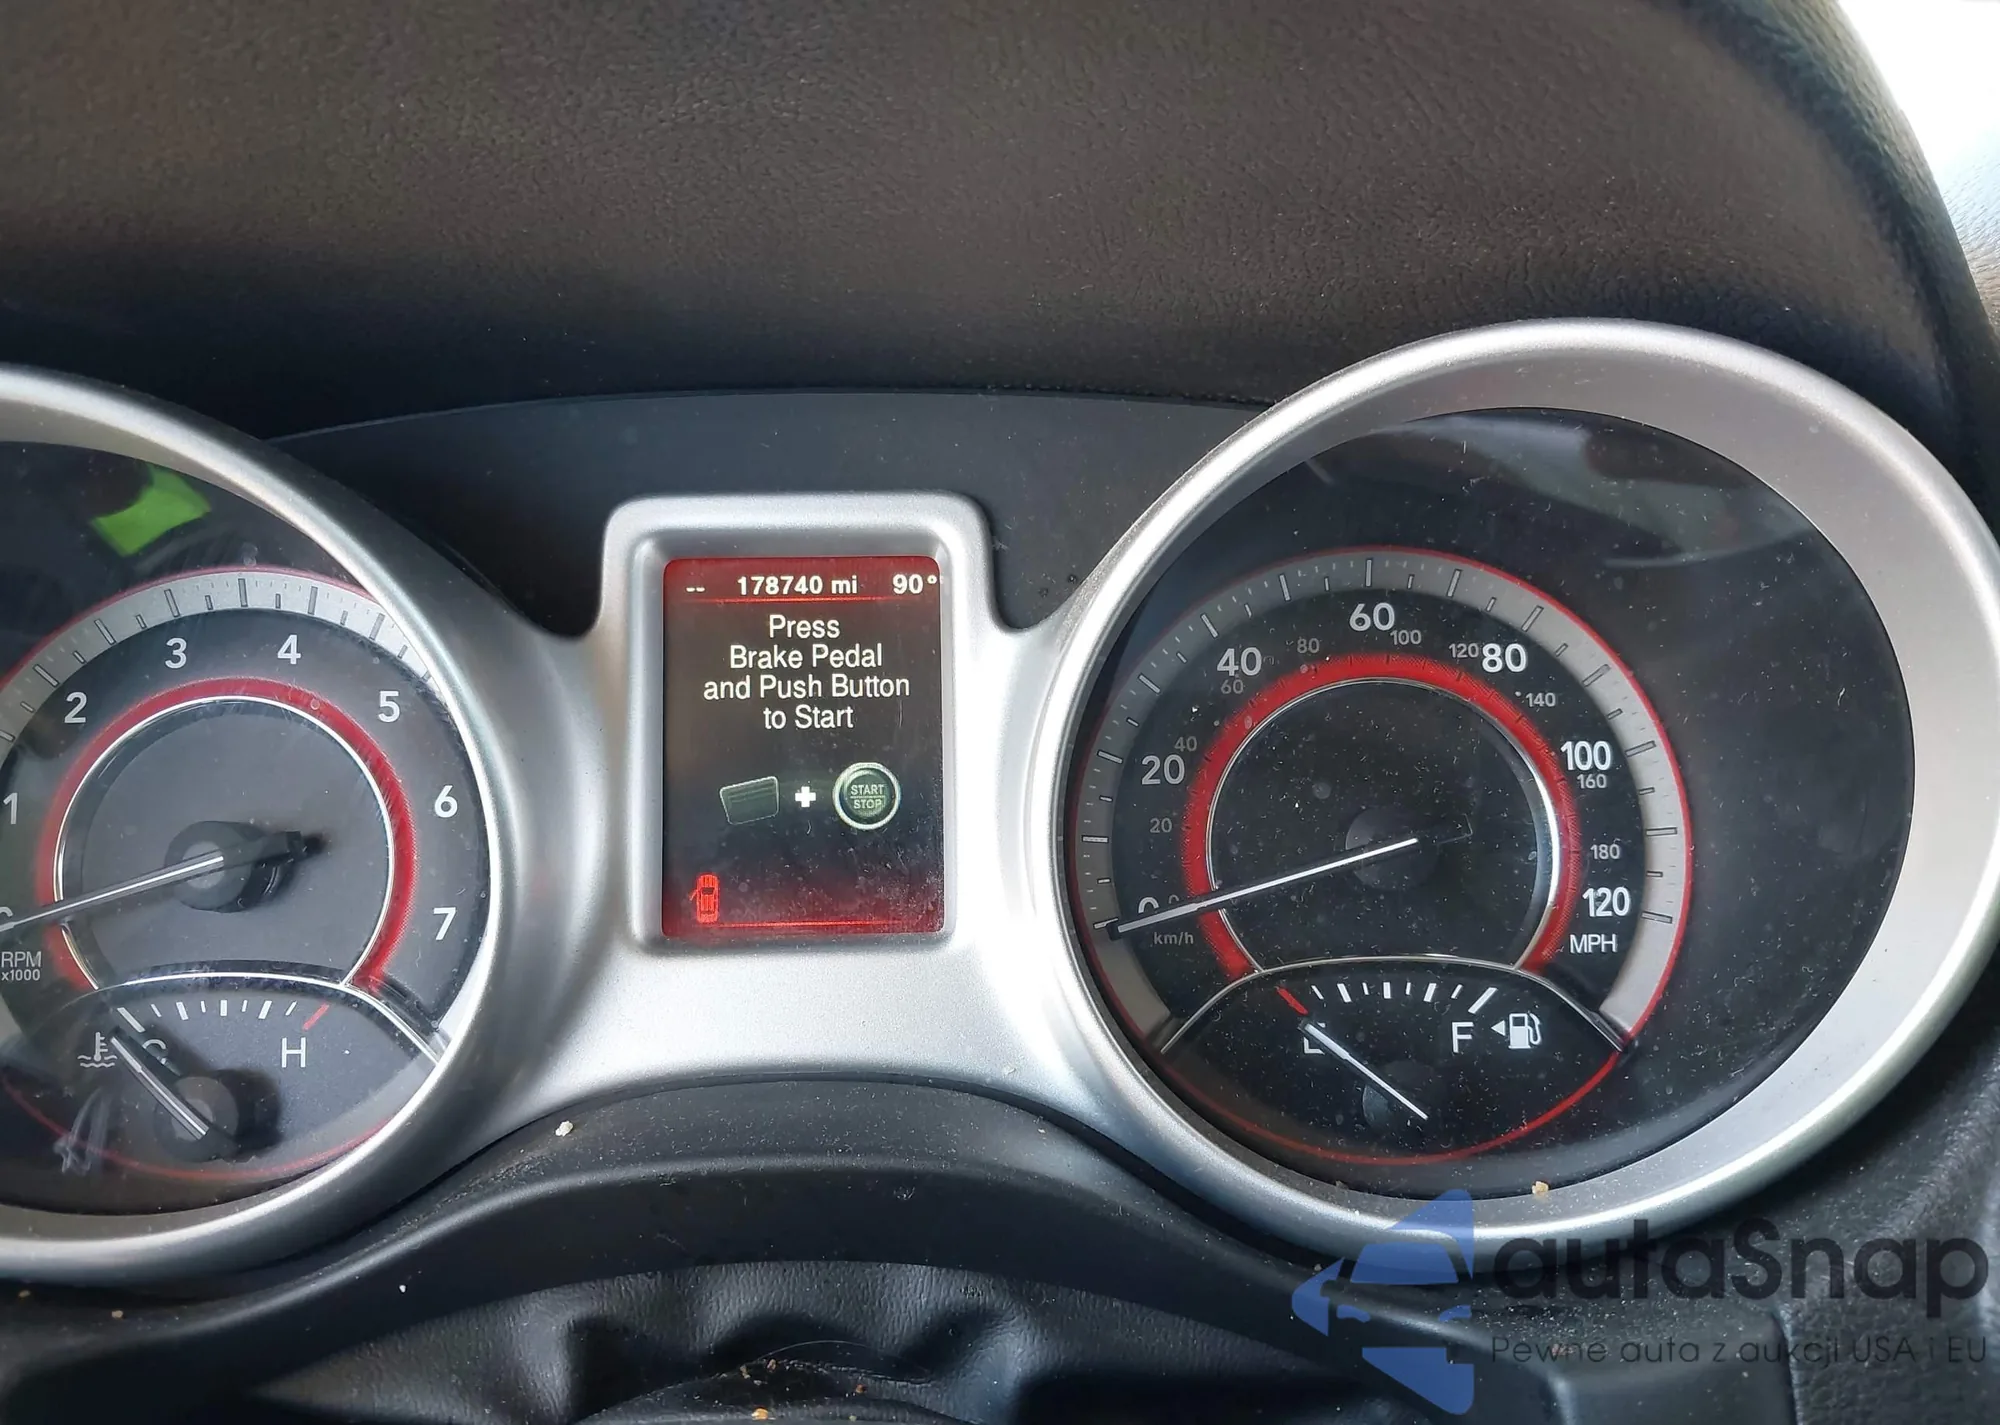 -- 178740 mi 90°
Press
Brake Pedal
and Push Button
to Start
START
STOP
1
2
3
4
5
6
7
RPM
x1000
H
20
40
60
80
100
120
MPH
20
40
60
80
100
120
140
160
180
km/h
F
autaSnap
Pewne auta z aukcji USA i EU